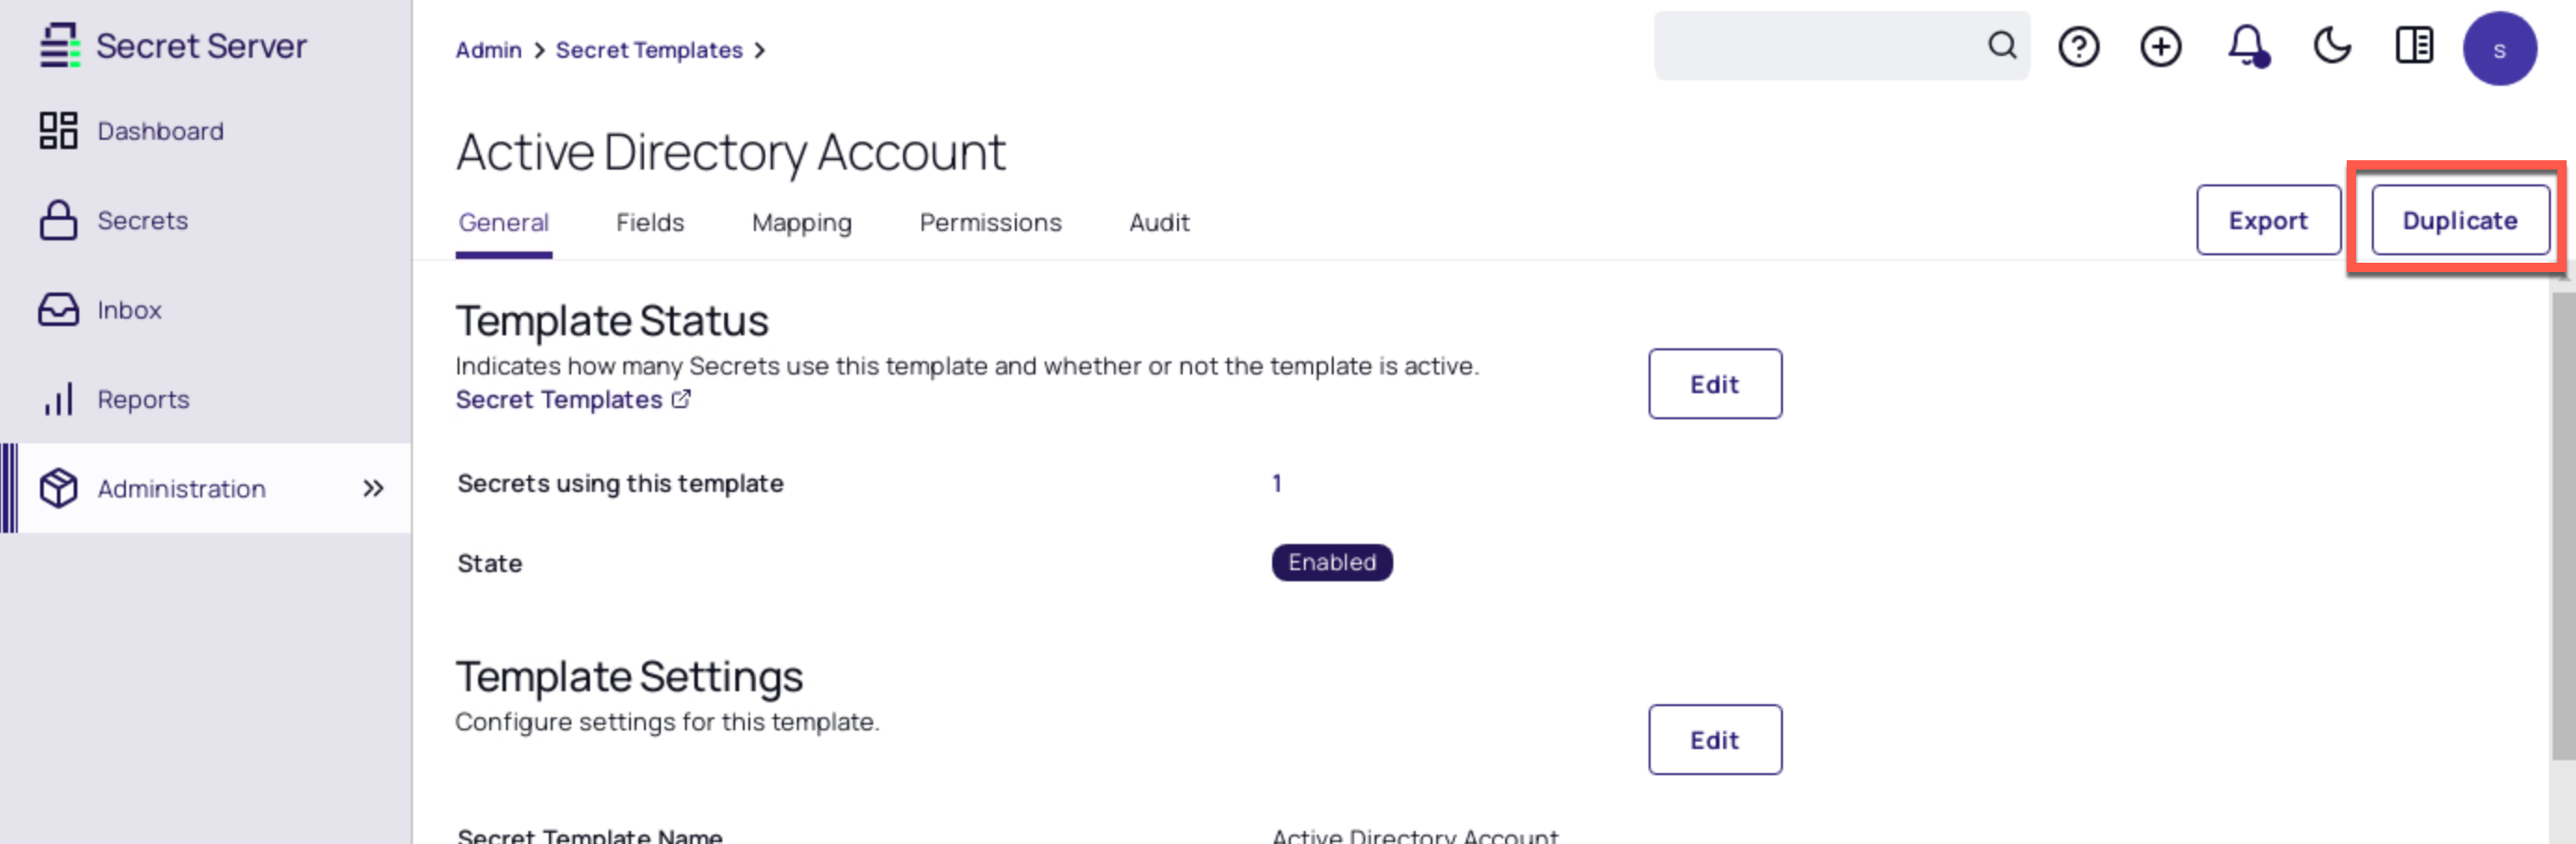 Secret Server
Admin > Secret Templates >
s
Dashboard
Secrets
Inbox
Reports
Administration
Active Directory Account
General Fields Mapping Permissions Audit
Export Duplicate
Template Status
Indicates how many Secrets use this template and whether or not the template is active.
Secret Templates
Edit
Secrets using this template 1
State Enabled
Template Settings
Configure settings for this template.
Edit
Secret Template Name Active Directory Account